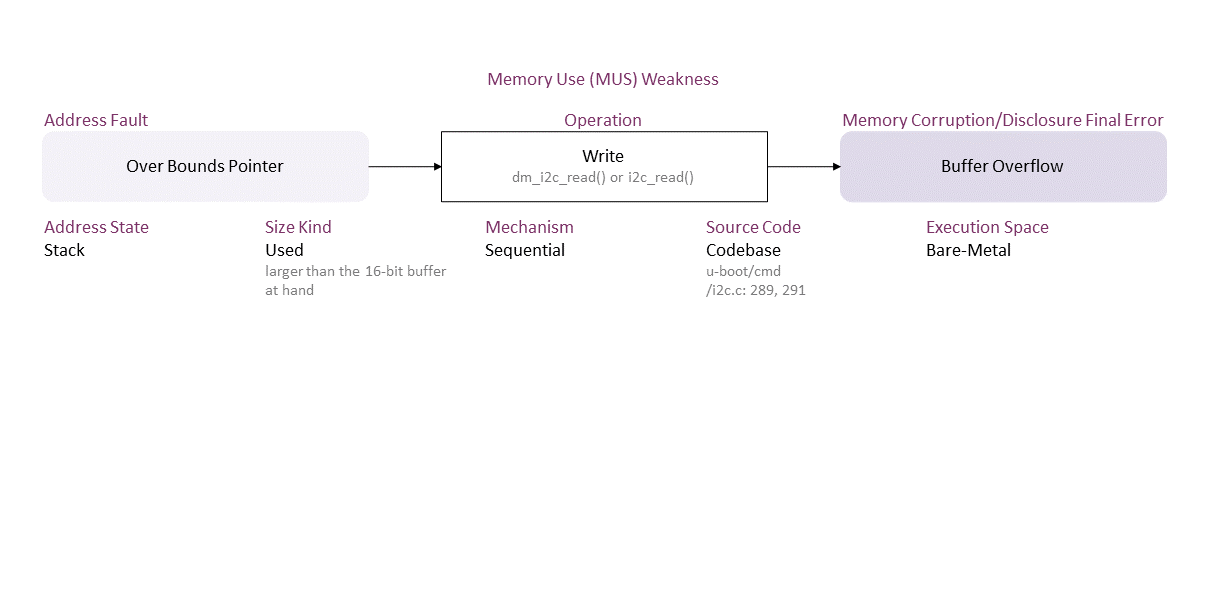 Memory Use (MUS) Weakness
Address Fault
Operation
Memory Corruption/Disclosure Final Error
Over Bounds Pointer
Write
dm_i2c_read() or i2c_read()
Buffer Overflow
Address State
Stack
Size Kind
Used
larger than the 16-bit buffer
at hand
Mechanism
Sequential
Source Code
Codebase
u-boot/cmd
/i2c.c: 289, 291
Execution Space
Bare-Metal